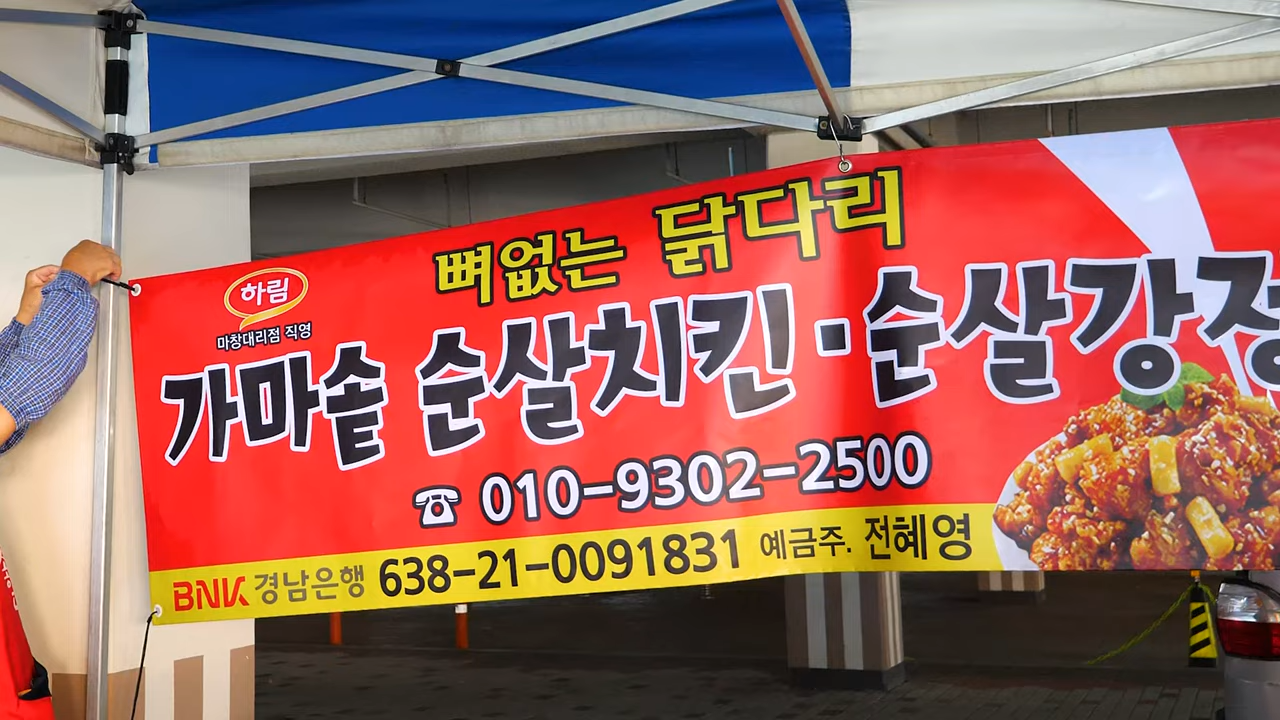 뼈없는 닭다리
하림
마창대리점 직영
가마솥 순살치킨·순살강정
☎ 010-9302-2500
BNK 경남은행 638-21-0091831 예금주. 전혜영